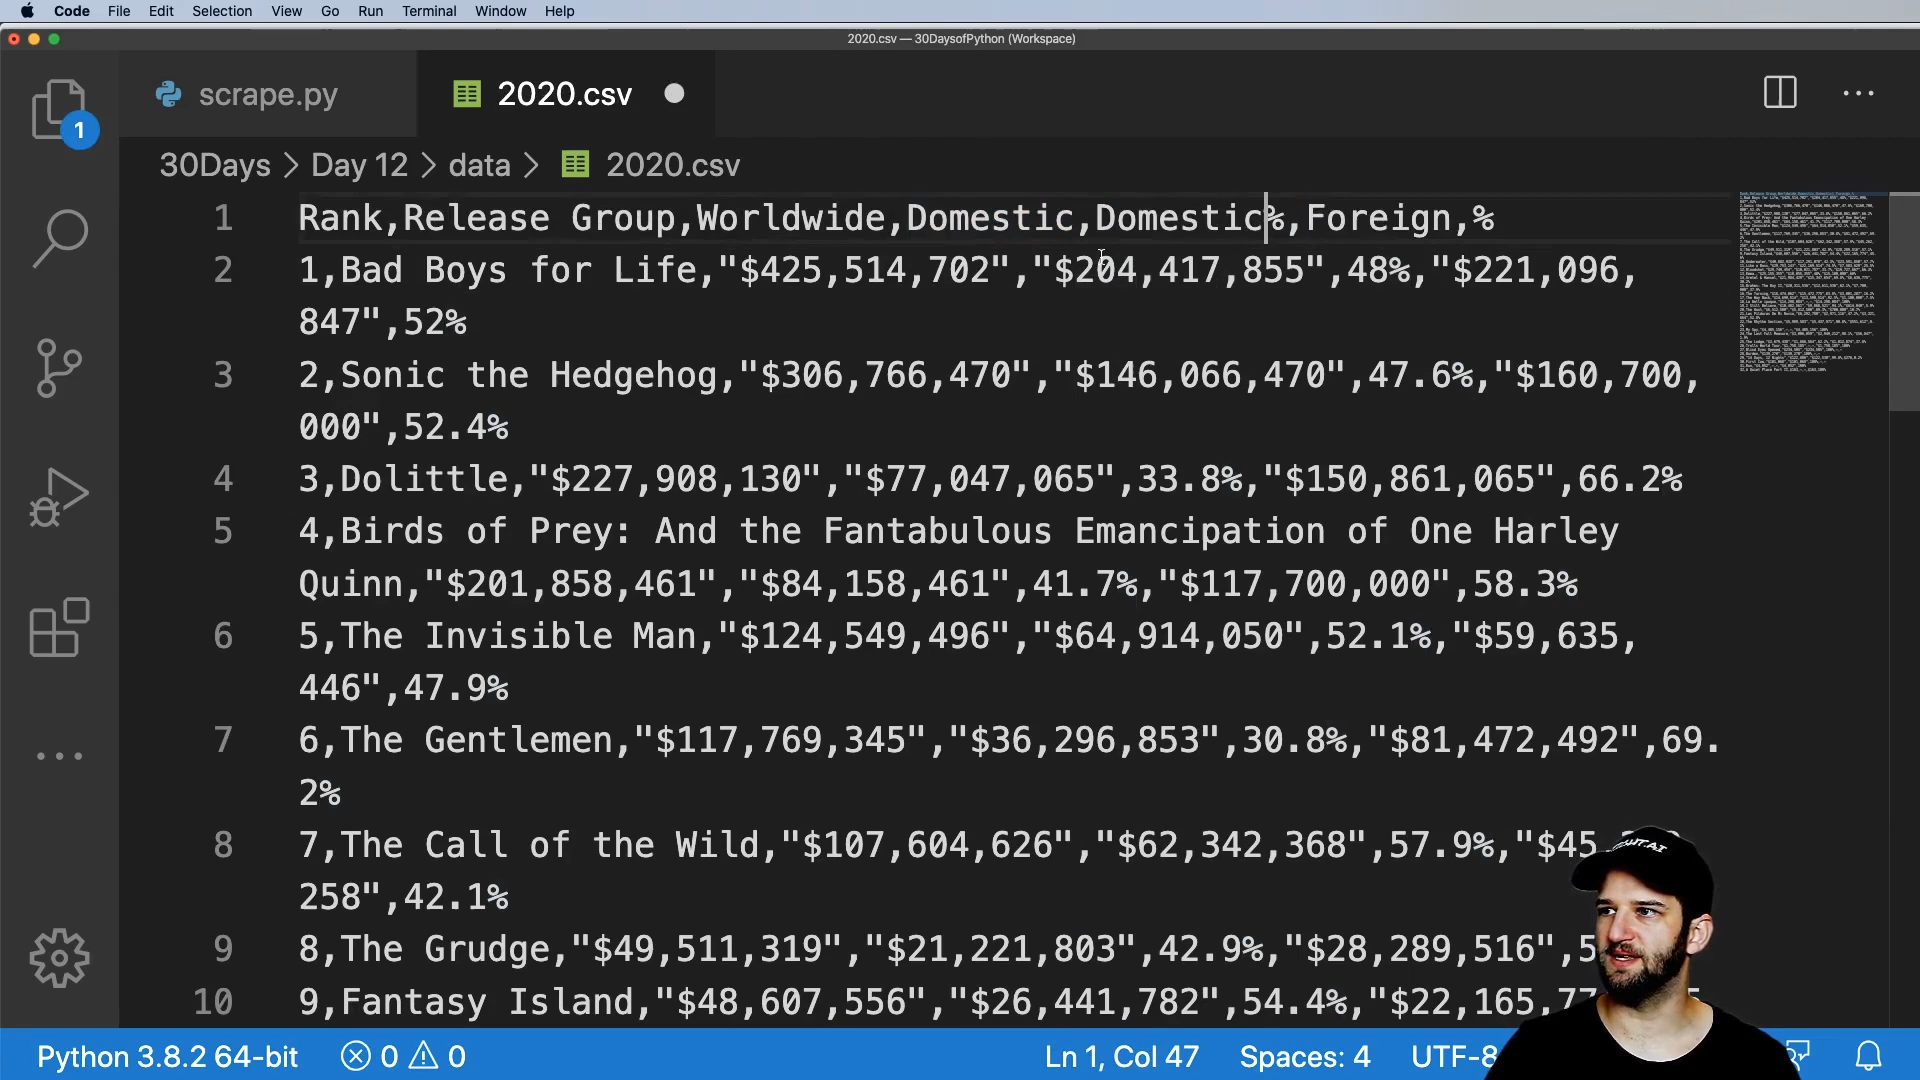 Code File Edit Selection View Go Run Terminal Window Help
2020.csv — 30DaysofPython (Workspace)
scrape.py 2020.csv
1
30Days > Day 12 > data > 2020.csv
1 Rank,Release Group,Worldwide,Domestic,Domestic%,Foreign,%
2 1,Bad Boys for Life,"$425,514,702","$204,417,855",48%,"$221,096,
847",52%
3 2,Sonic the Hedgehog,"$306,766,470","$146,066,470",47.6%,"$160,700,
000",52.4%
4 3,Dolittle,"$227,908,130","$77,047,065",33.8%,"$150,861,065",66.2%
5 4,Birds of Prey: And the Fantabulous Emancipation of One Harley
Quinn,"$201,858,461","$84,158,461",41.7%,"$117,700,000",58.3%
6 5,The Invisible Man,"$124,549,496","$64,914,050",52.1%,"$59,635,
446",47.9%
7 6,The Gentlemen,"$117,769,345","$36,296,853",30.8%,"$81,472,492",69.
2%
8 7,The Call of the Wild,"$107,604,626","$62,342,368",57.9%,"$45,
258",42.1%
9 8,The Grudge,"$49,511,319","$21,221,803",42.9%,"$28,289,516",5
10 9,Fantasy Island,"$48,607,556","$26,441,782",54.4%,"$22,165,77
Python 3.8.2 64-bit 0 0 Ln 1, Col 47 Spaces: 4 UTF-8